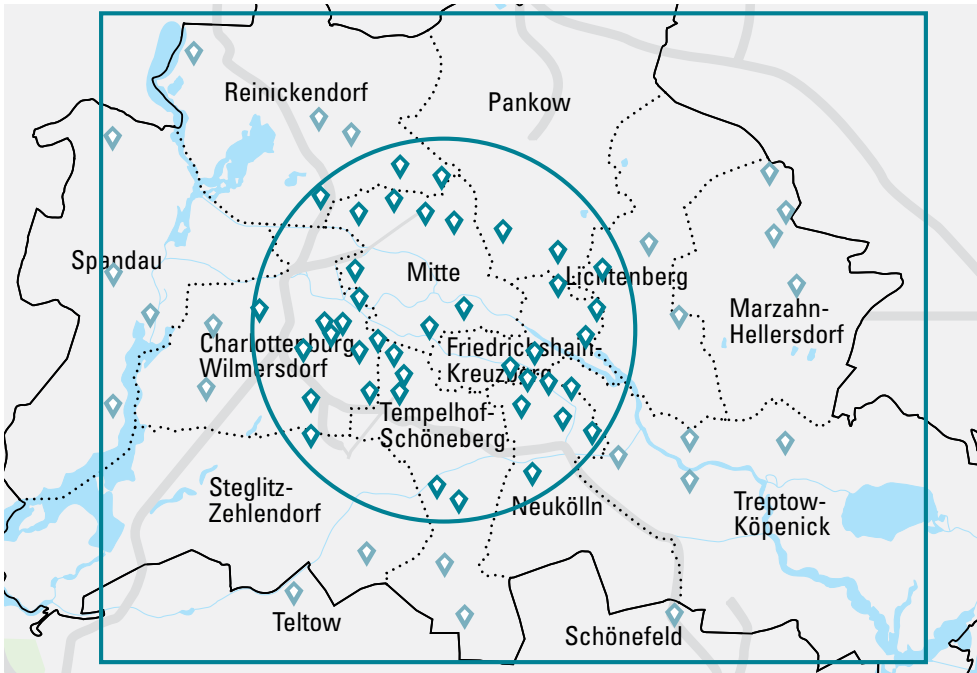 Reinickendorf
Pankow
Spandau
Mitte
Lichtenberg
Marzahn-
Hellersdorf
Charlottenburg
Wilmersdorf
Friedrichshain-
Kreuzberg
Tempelhof-
Schöneberg
Steglitz-
Zehlendorf
Neukölln
Treptow-
Köpenick
Teltow
Schönefeld